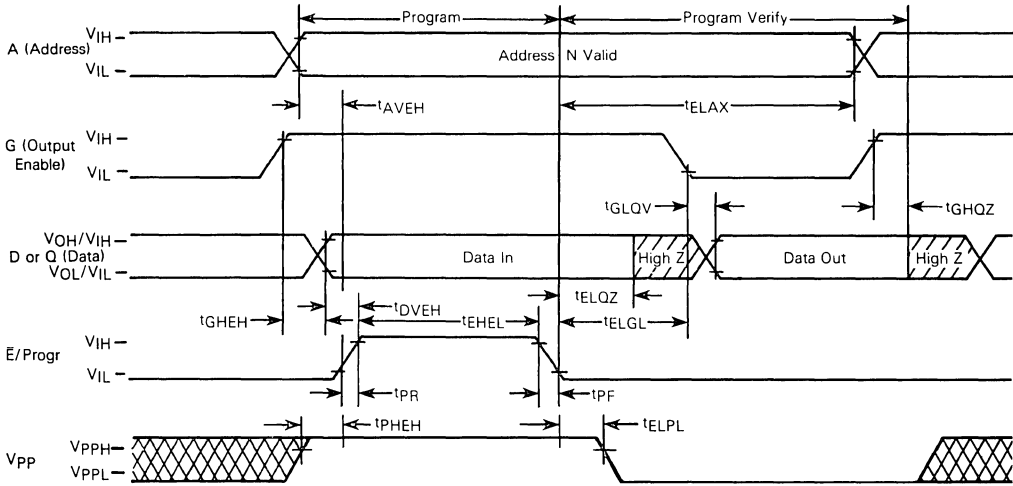 Program
Program Verify
A (Address)
VIH
VIL
Address N Valid
tAVEH
tELAX
G (Output
Enable)
VIH
VIL
tGLQV
tGHQZ
D or Q (Data)
VOH/VIH
VOL/VIL
Data In
High Z
Data Out
High Z
tELQZ
tDVEH
tGHEH
tEHEL
tELGL
Ē/Progr
VIH
VIL
tPR
tPF
tPHEH
tELPL
VPP
VPPH
VPPL